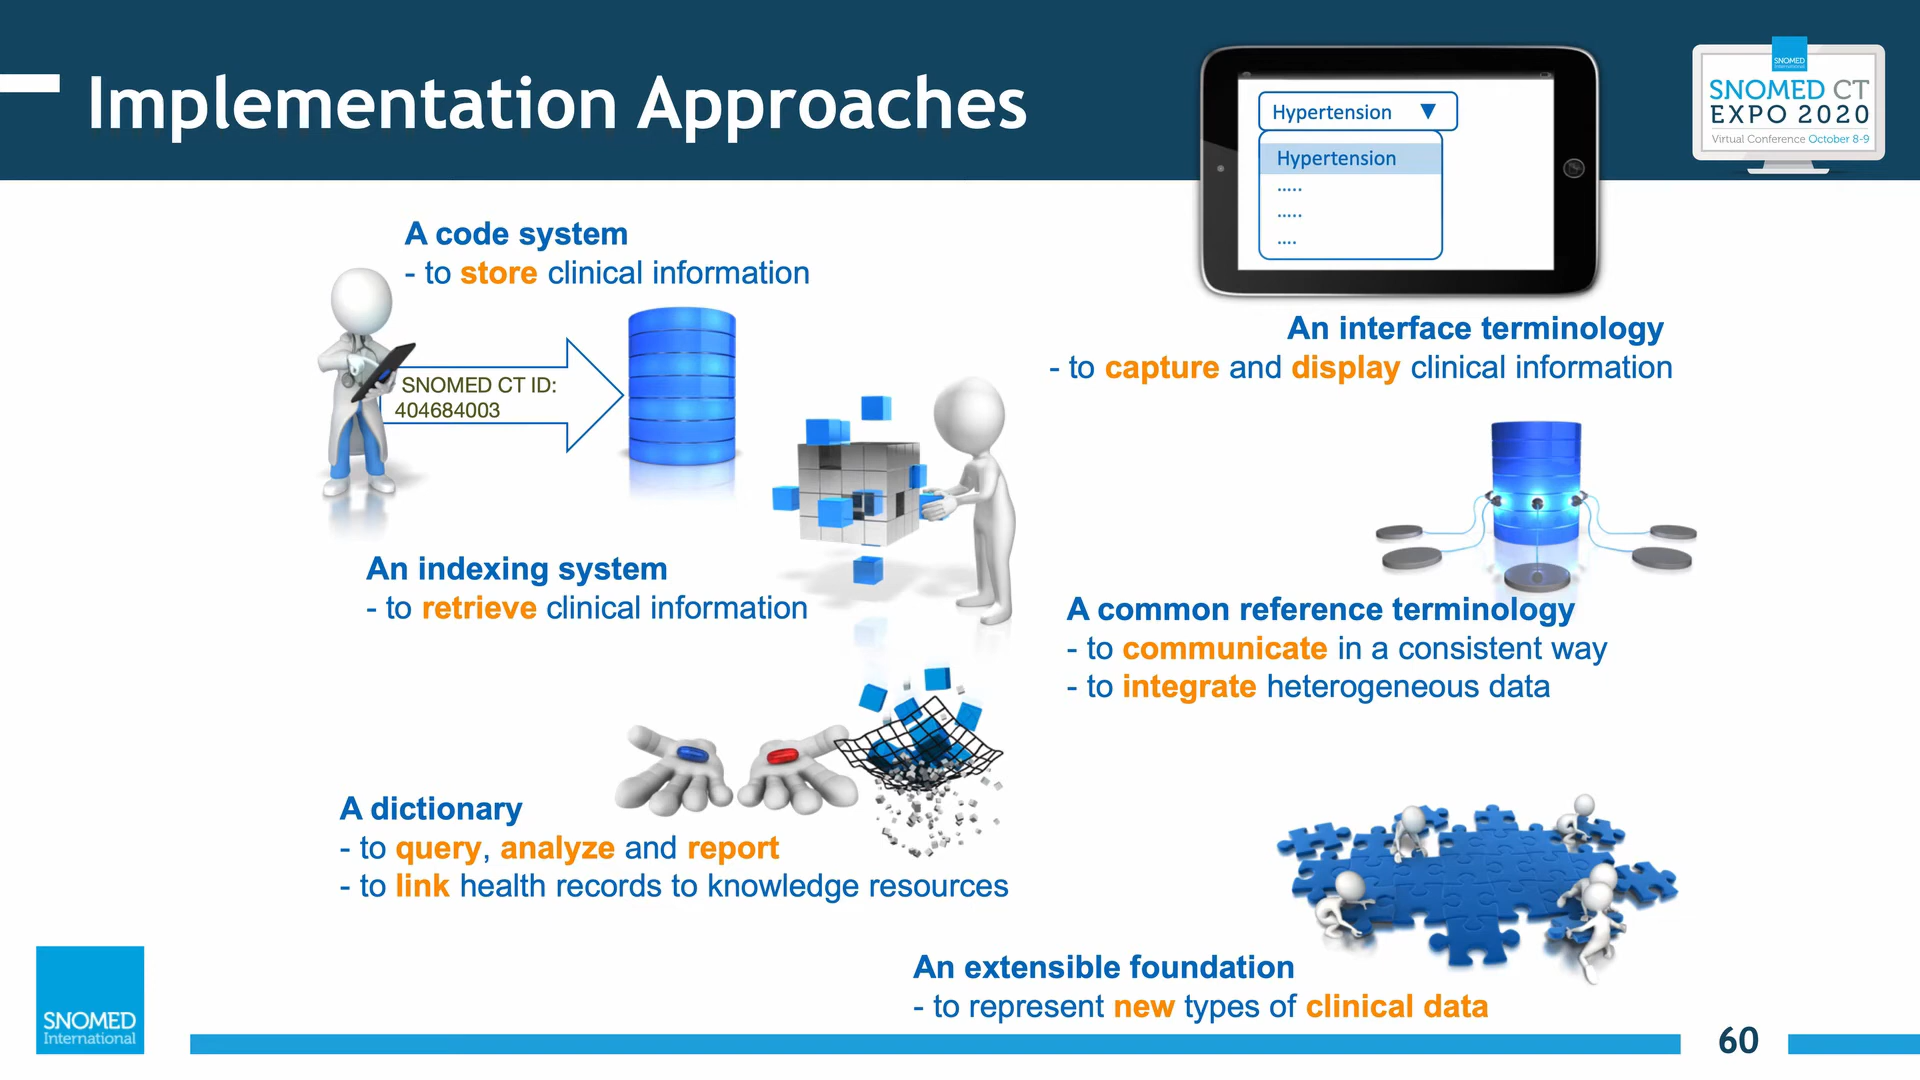 Implementation Approaches
Hypertension ▼
Hypertension
.....
.....
....
SNOMED
International
SNOMED CT
EXPO 2020
Virtual Conference October 8-9
A code system
- to store clinical information
SNOMED CT ID:
404684003
An interface terminology
- to capture and display clinical information
An indexing system
- to retrieve clinical information
A common reference terminology
- to communicate in a consistent way
- to integrate heterogeneous data
A dictionary
- to query, analyze and report
- to link health records to knowledge resources
An extensible foundation
- to represent new types of clinical data
SNOMED
International
60